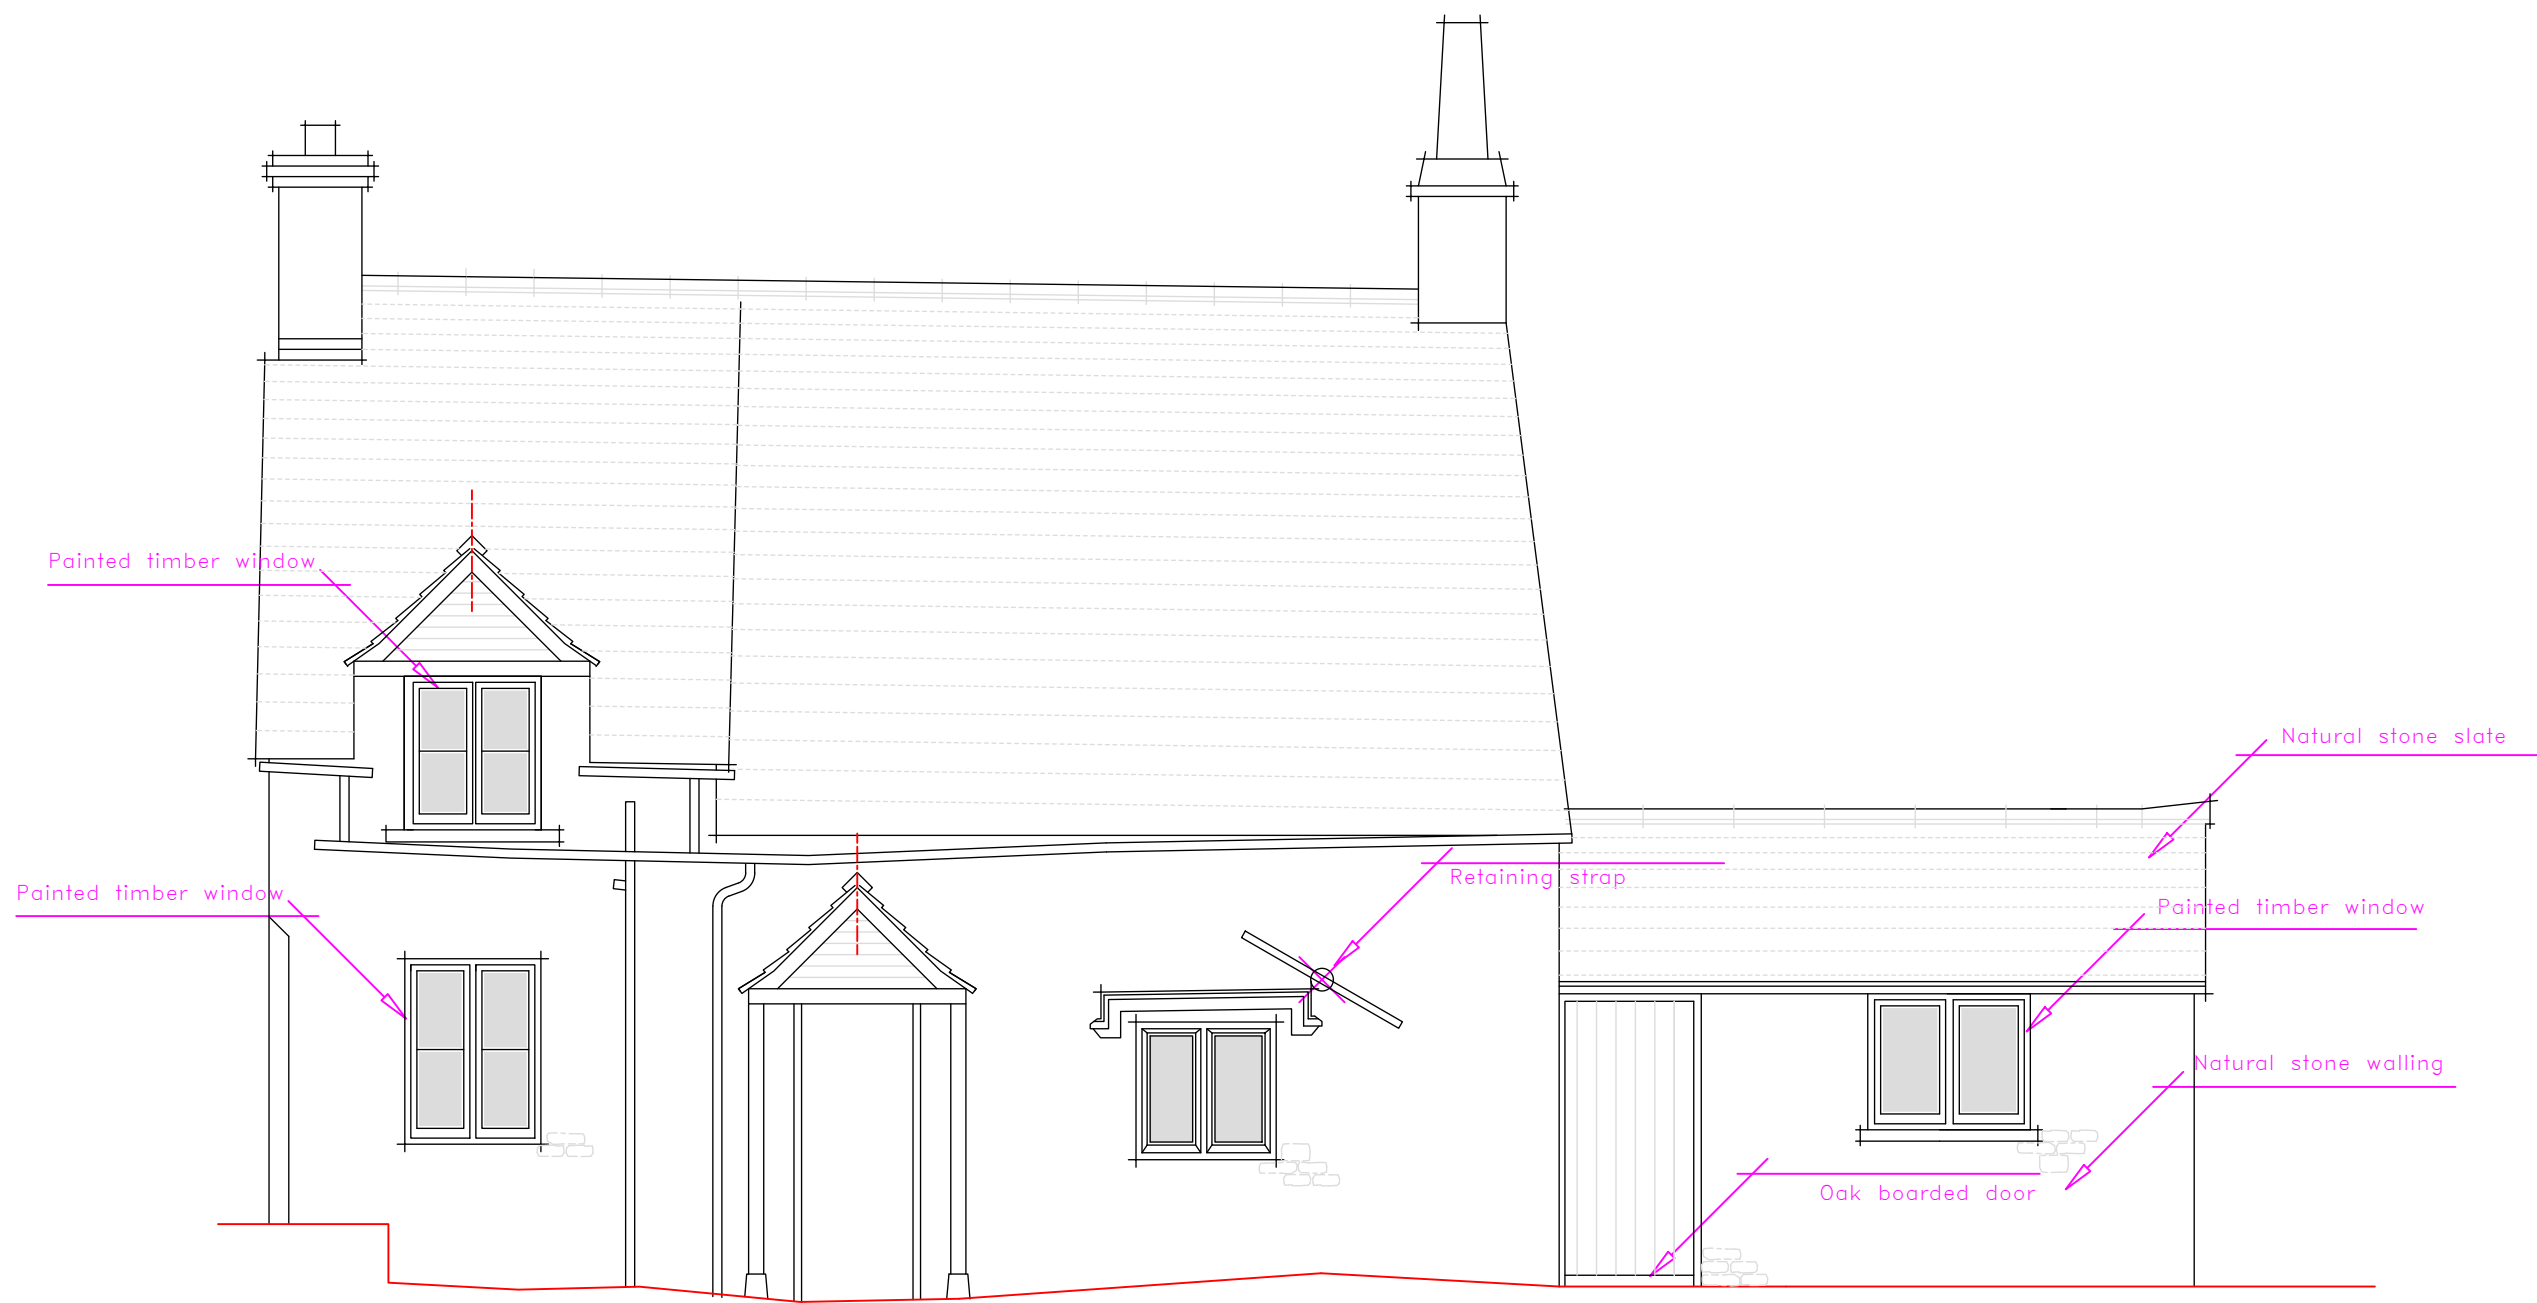 Painted timber window
Natural stone slate
Retaining strap
Painted timber window
Painted timber window
Natural stone walling
Oak boarded door